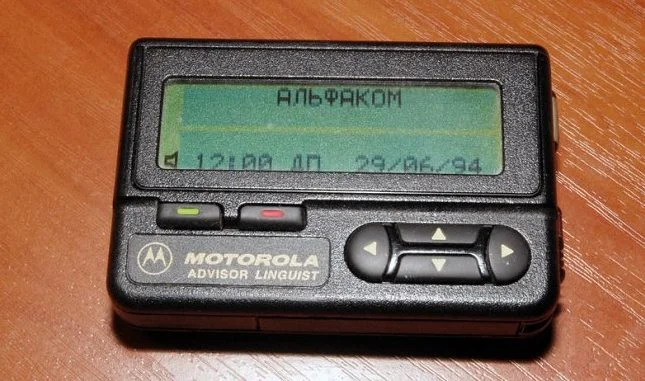 АЛЬФАКОМ
12:00 ДП 29/06/94
MOTOROLA
ADVISOR LINGUIST